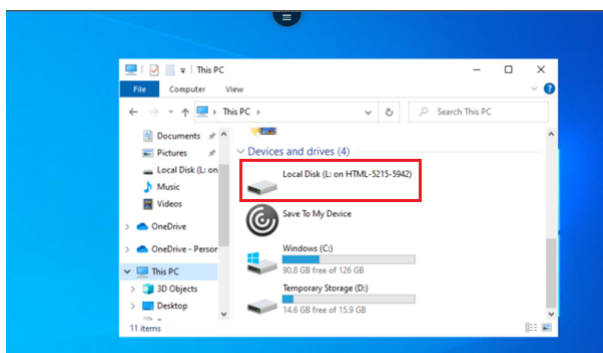 This PC
File Computer View
This PC
Search This PC
Documents
Pictures
Local Disk (L: on
Music
Videos
OneDrive
OneDrive - Person
This PC
3D Objects
Desktop
Devices and drives (4)
Local Disk (L: on HTML-5215-5942)
Save To My Device
Windows (C:)
90.8 GB free of 126 GB
Temporary Storage (D:)
14.6 GB free of 15.9 GB
11 items